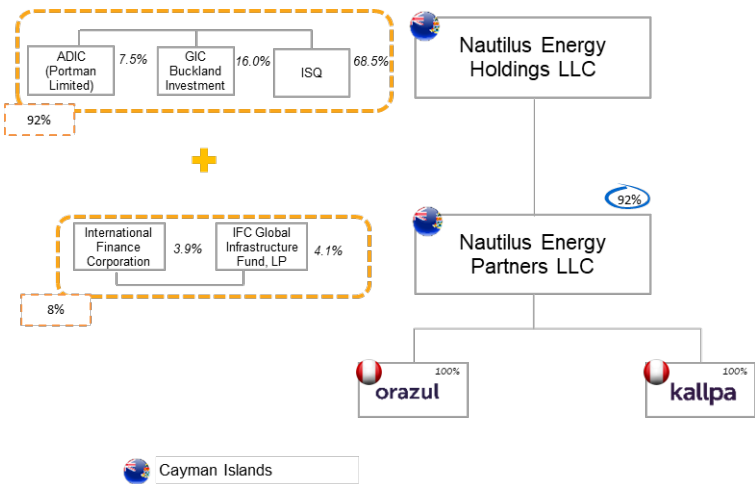 ADIC
(Portman
Limited)
7.5%
GIC
Buckland
Investment
16.0%
ISQ
68.5%
92%
Nautilus Energy
Holdings LLC
92%
International
Finance
Corporation
3.9%
IFC Global
Infrastructure
Fund, LP
4.1%
8%
Nautilus Energy
Partners LLC
100%
orazul
100%
kallpa
Cayman Islands